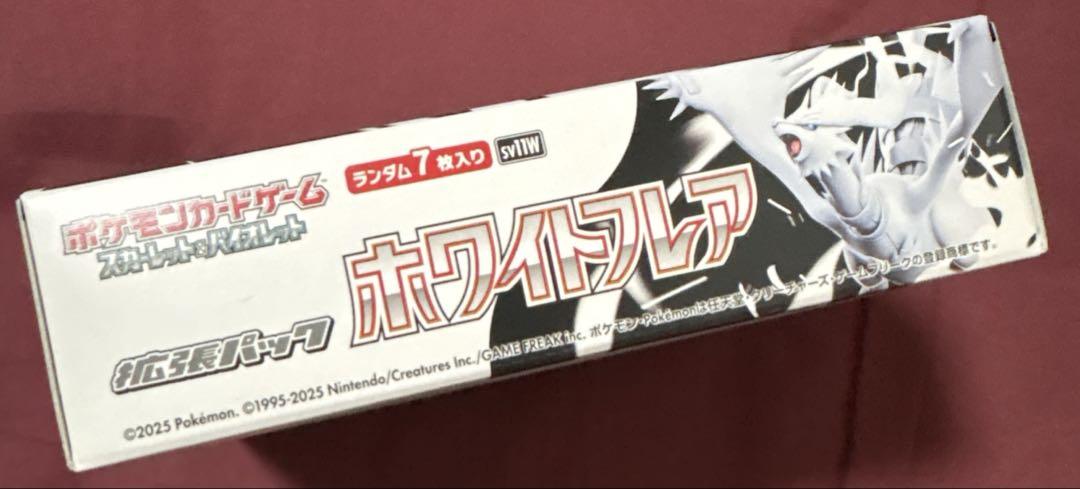 ポケモンカードゲーム
スカーレット&バイオレット
ランダム7枚入り
sv11W
ホワイトフレア
拡張パック
©2025 Pokémon. ©1995-2025 Nintendo/Creatures Inc./GAME FREAK inc. ポケモン・Pokémonは任天堂・クリーチャーズ・ゲームフリークの登録商標です。